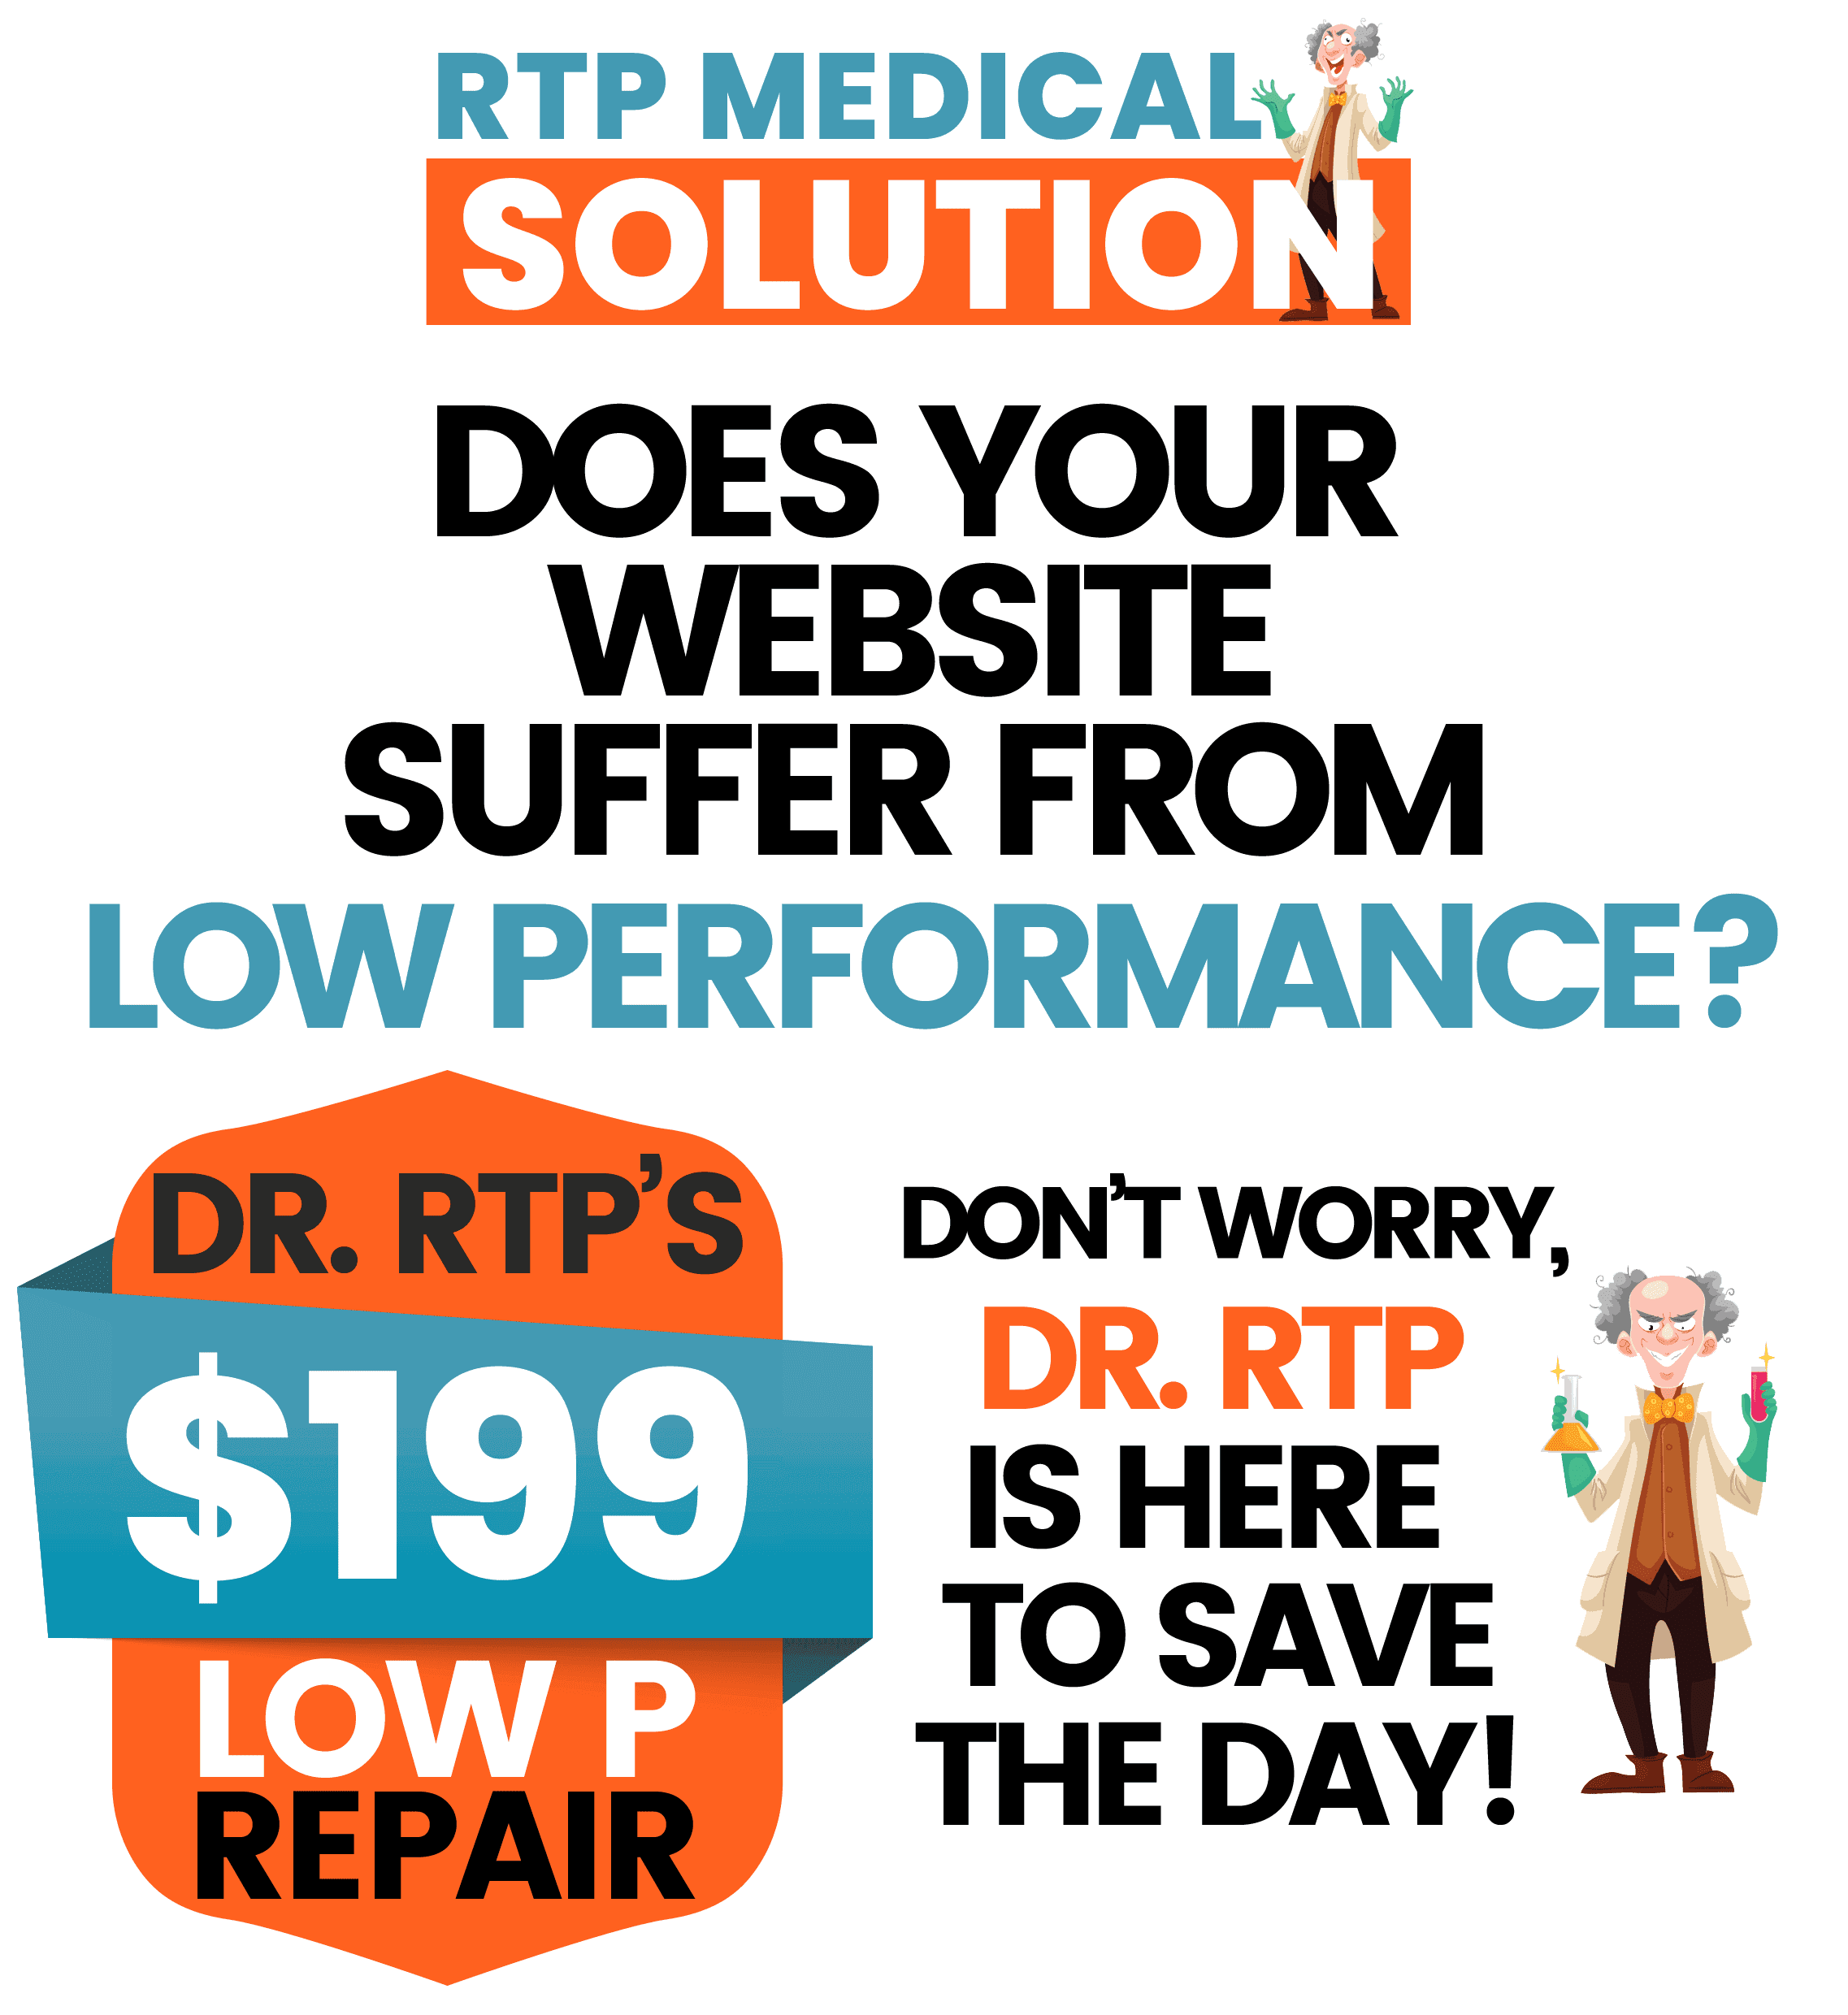 RTP MEDICAL
SOLUTION
DOES YOUR
WEBSITE
SUFFER FROM
LOW PERFORMANCE?
DR. RTP'S
$199
LOW P
REPAIR
DON'T WORRY,
DR. RTP
IS HERE
TO SAVE
THE DAY!